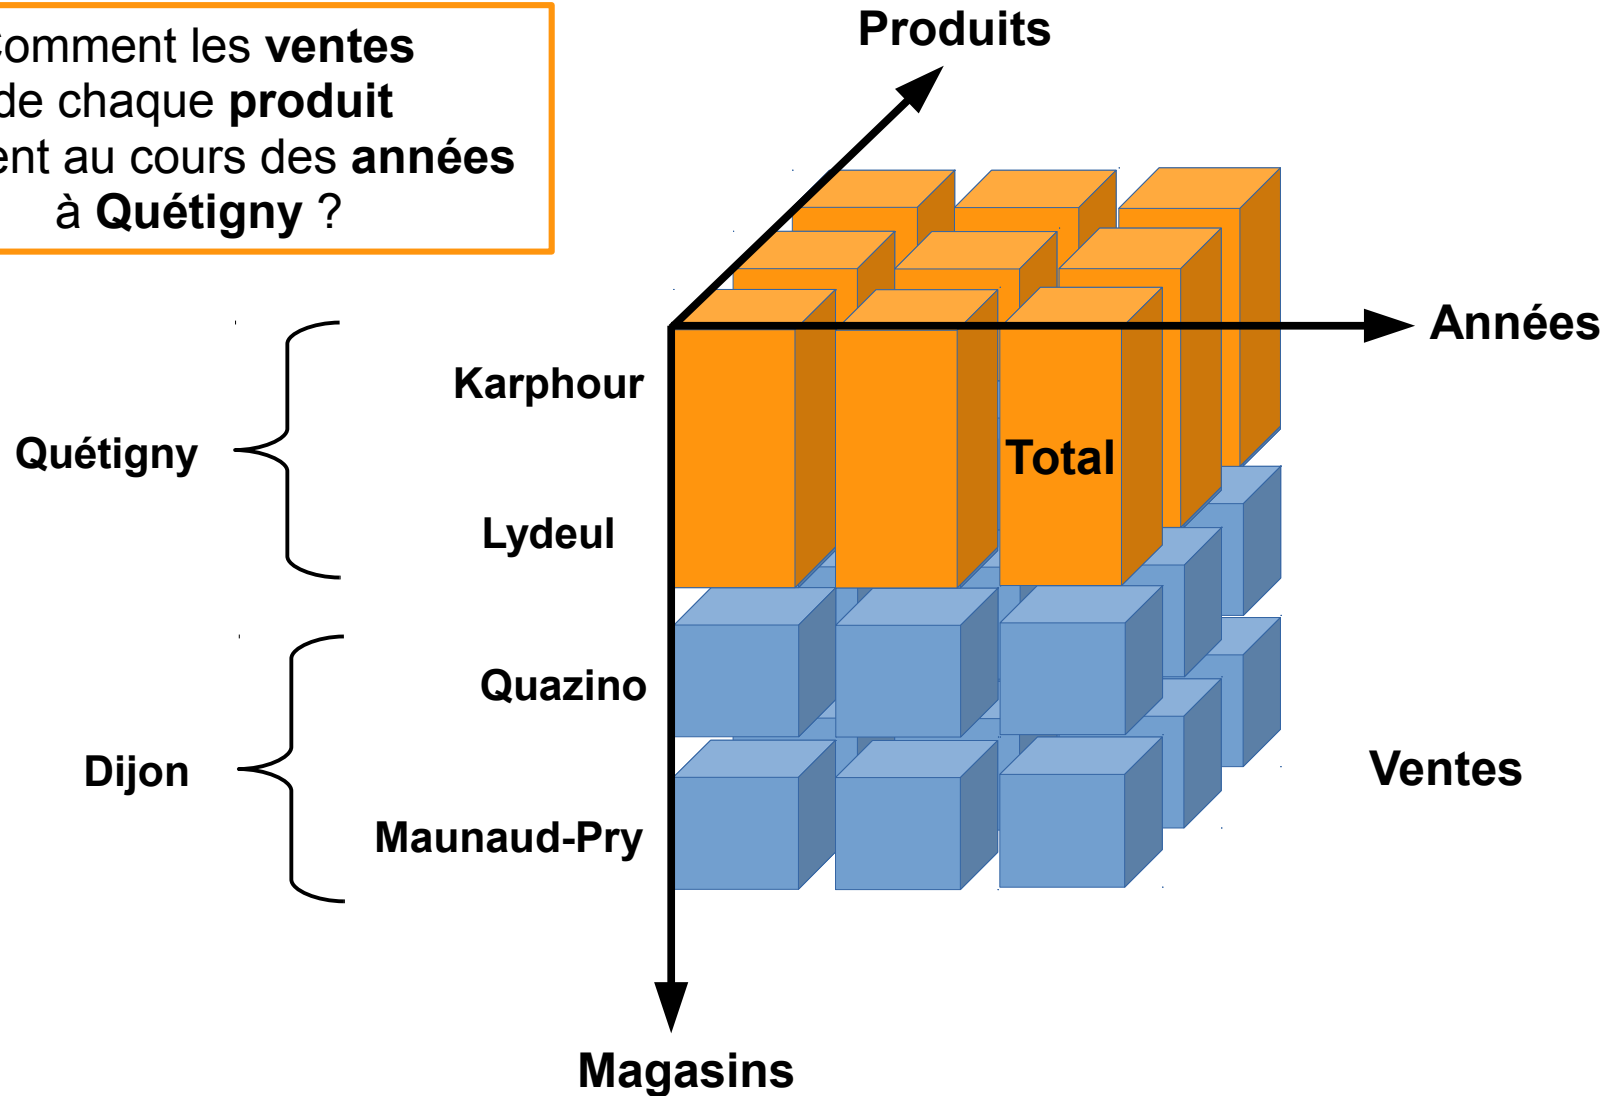 omment les ventes
de chaque produit
ent au cours des années
à Quétigny ?
Produits
Années
Karphour
Quétigny
Total
Lydeul
Quazino
Dijon
Ventes
Maunaud-Pry
Magasins